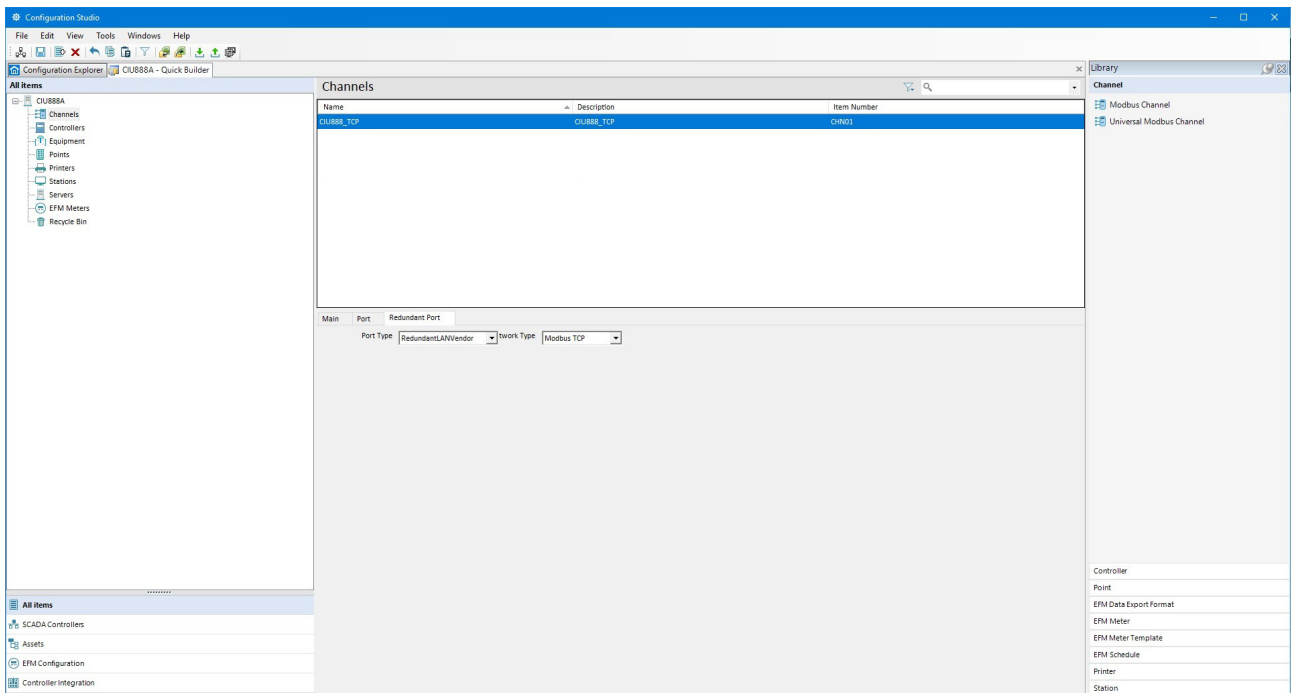 Configuration Studio
File Edit View Tools Windows Help
Configuration Explorer CIU888A - Quick Builder
All items
CIU888A
Channels
Controllers
Equipment
Points
Printers
Stations
Servers
EFM Meters
Recycle Bin
All items
SCADA Controllers
Assets
EFM Configuration
Controller Integration
Channels
Name Description Item Number
CIU888_TCP CIU888_TCP CHN01
Main Port Redundant Port
Port Type RedundantLANVendor twork Type Modbus TCP
Library
Channel
Modbus Channel
Universal Modbus Channel
Controller
Point
EFM Data Export Format
EFM Meter
EFM Meter Template
EFM Schedule
Printer
Station